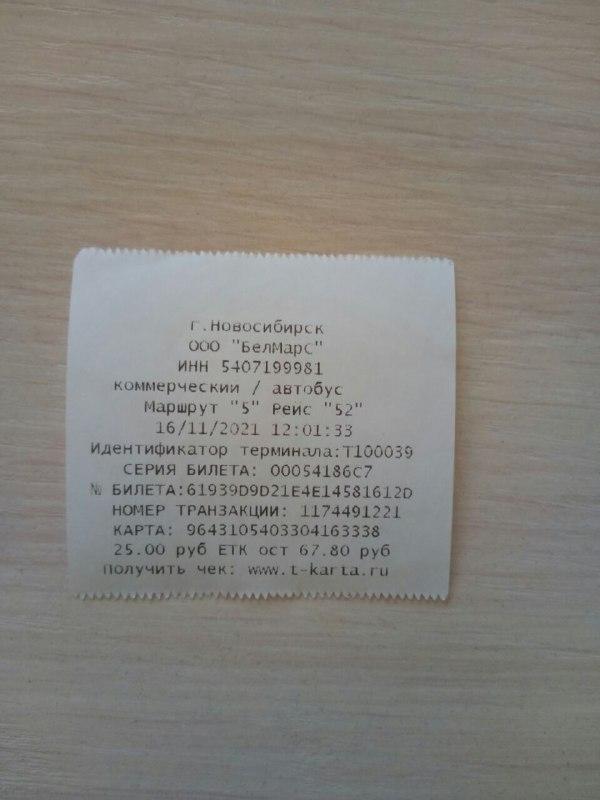 г.Новосибирск
ООО "БелМарс"
ИНН 5407199981
коммерческий / автобус
Маршрут "5" Рейс "52"
16/11/2021 12:01:33
Идентификатор терминала:T100039
СЕРИЯ БИЛЕТА: 00054186C7
№ БИЛЕТА:61939D9D21E4E14581612D
НОМЕР ТРАНЗАКЦИИ: 1174491221
КАРТА: 9643105403304163338
25.00 руб ЕТК ост 67.80 руб
Получить чек: www.t-karta.ru